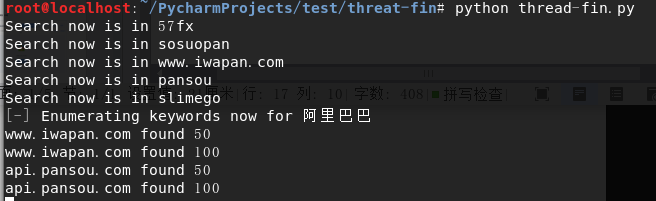 root@localhost:~/PycharmProjects/test/threat-fin# python thread-fin.py
Search now is in 57fx
Search now is in sosuopan
Search now is in www.iwapan.com
Search now is in pansou
Search now is in slimego
行: 17 列: 10 字数: 408 拼写检查
[-] Enumerating keywords now for 阿里巴巴
www.iwapan.com found 50
www.iwapan.com found 100
api.pansou.com found 50
api.pansou.com found 100